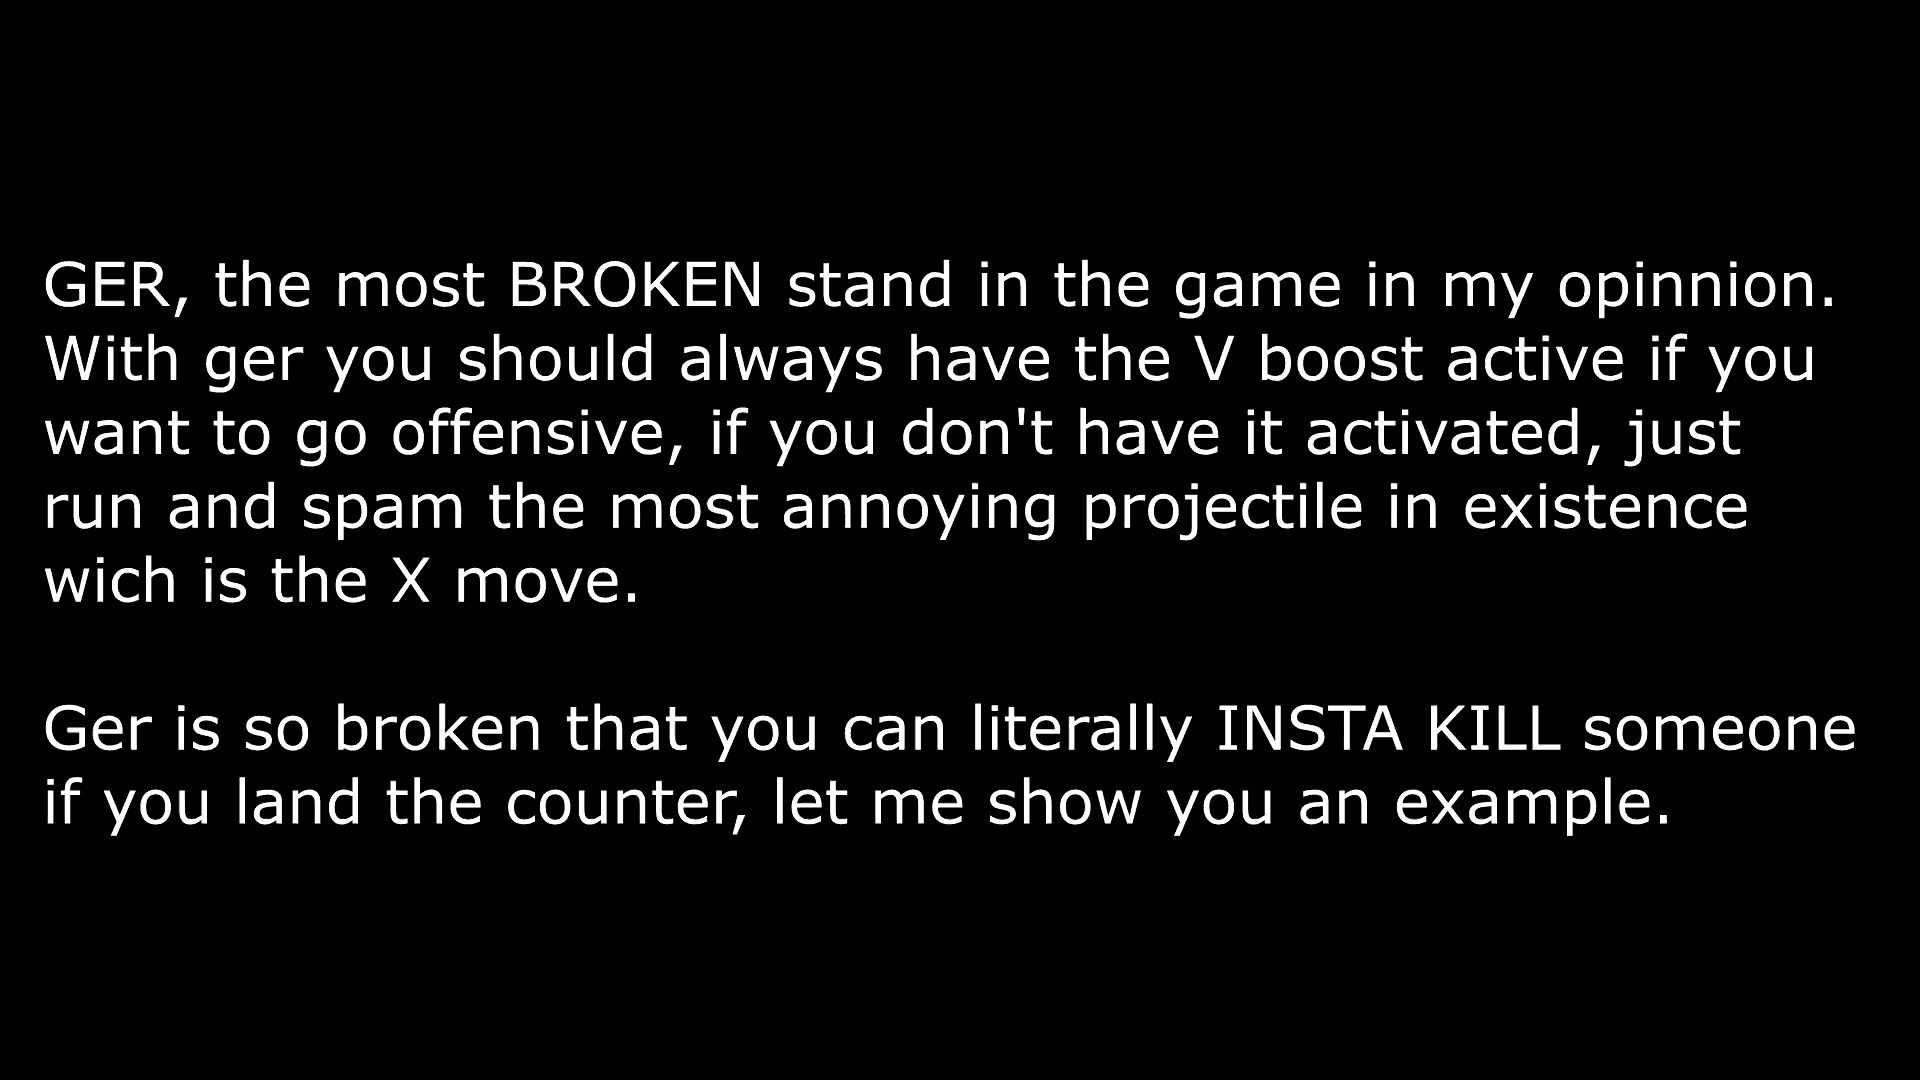 GER, the most BROKEN stand in the game in my opinnion.
With ger you should always have the V boost active if you
want to go offensive, if you don't have it activated, just
run and spam the most annoying projectile in existence
wich is the X move.
Ger is so broken that you can literally INSTA KILL someone
if you land the counter, let me show you an example.